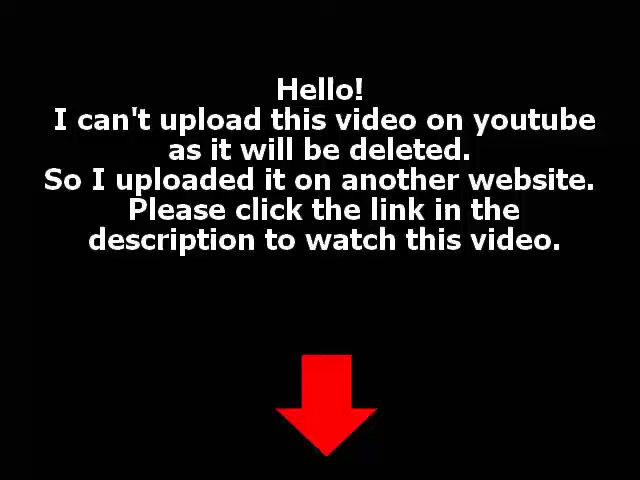 Hello!
I can't upload this video on youtube
as it will be deleted.
So I uploaded it on another website.
Please click the link in the
description to watch this video.